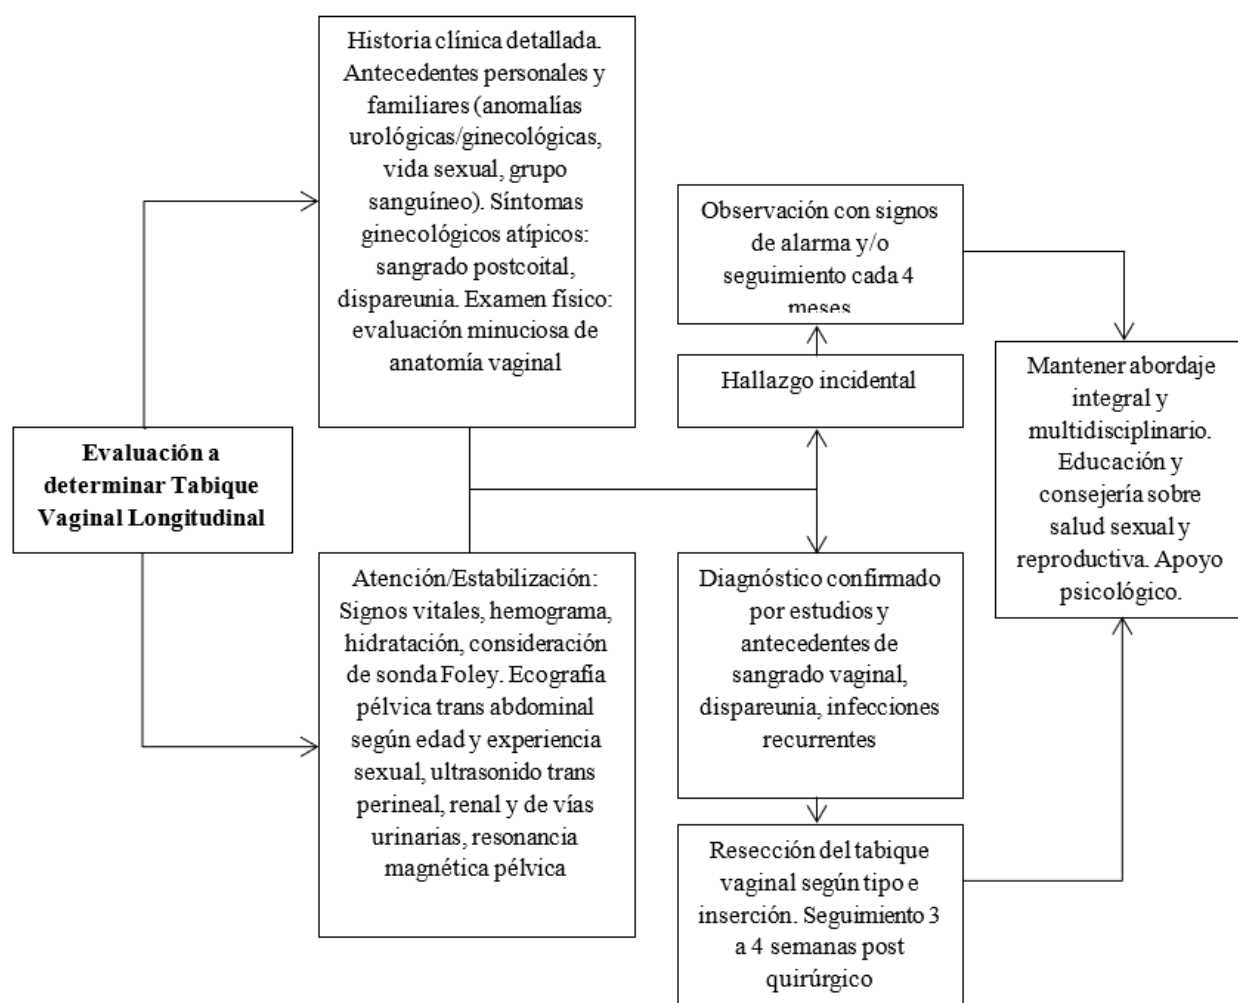 Historia clínica detallada.
Antecedentes personales y
familiares (anomalías
urológicas/ginecológicas,
vida sexual, grupo
sanguíneo). Síntomas
ginecológicos atípicos:
sangrado postcoital,
dispareunia. Examen físico:
evaluación minuciosa de
anatomía vaginal
Evaluación a
determinar Tabique
Vaginal Longitudinal
Atención/Estabilización:
Signos vitales, hemograma,
hidratación, consideración
de sonda Foley. Ecografía
pélvica trans abdominal
según edad y experiencia
sexual, ultrasonido trans
perineal, renal y de vías
urinarias, resonancia
magnética pélvica
Observación con signos
de alarma y/o
seguimiento cada 4
meses
Hallazgo incidental
Diagnóstico confirmado
por estudios y
antecedentes de
sangrado vaginal,
dispareunia, infecciones
recurrentes
Resección del tabique
vaginal según tipo e
inserción. Seguimiento 3
a 4 semanas post
quirúrgico
Mantener abordaje
integral y
multidisciplinario.
Educación y
consejería sobre
salud sexual y
reproductiva. Apoyo
psicológico.